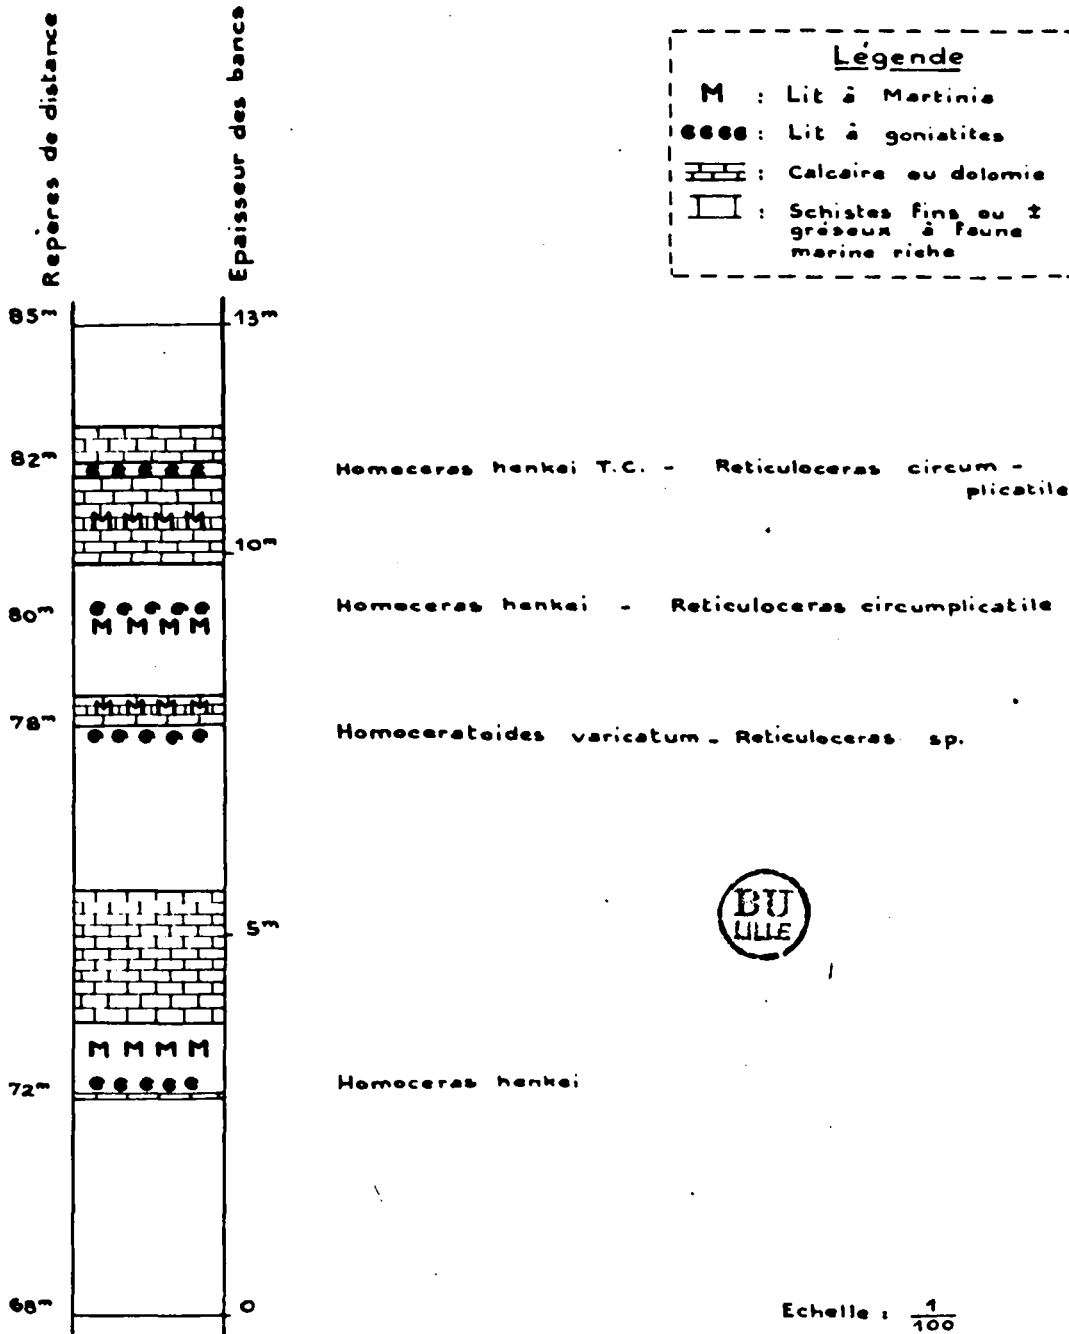 Repères de distance
Epaisseur des bancs
Légende
M : Lit à Martinia
: Lit à goniatites
: Calcaire ou dolomie
: Schistes fins ou ±
gréseux à faune
marine riche
85m
13m
82m
Homoceras henkei T.C. - Reticuloceras circum -
plicatile
M M M M
10m
80m
Homoceras henkei - Reticuloceras circumplicatile
M M M M
M M M M
78m
Homoceratoides varicatum - Reticuloceras sp.
BU
LILLE
5m
M M M M
72m
Homoceras henkei
68m
0
Echelle : 1/100